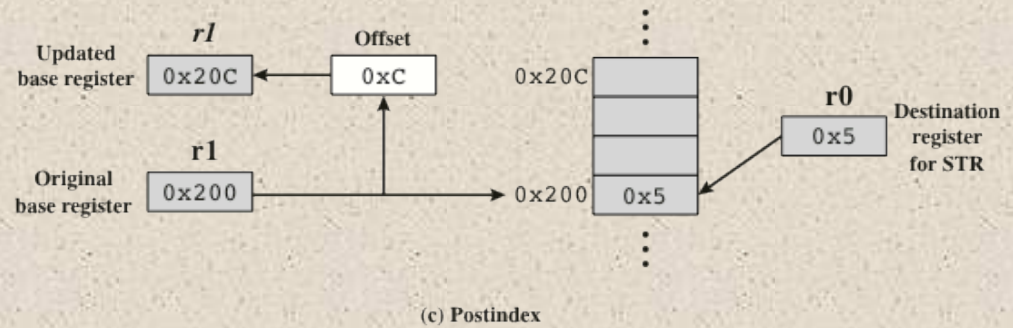 r1
Offset
Updated
base register
0x20C
0xC
0x20C
r0
Destination
register
for STR
0x5
r1
Original
base register
0x200
0x200
0x5
(c) Postindex